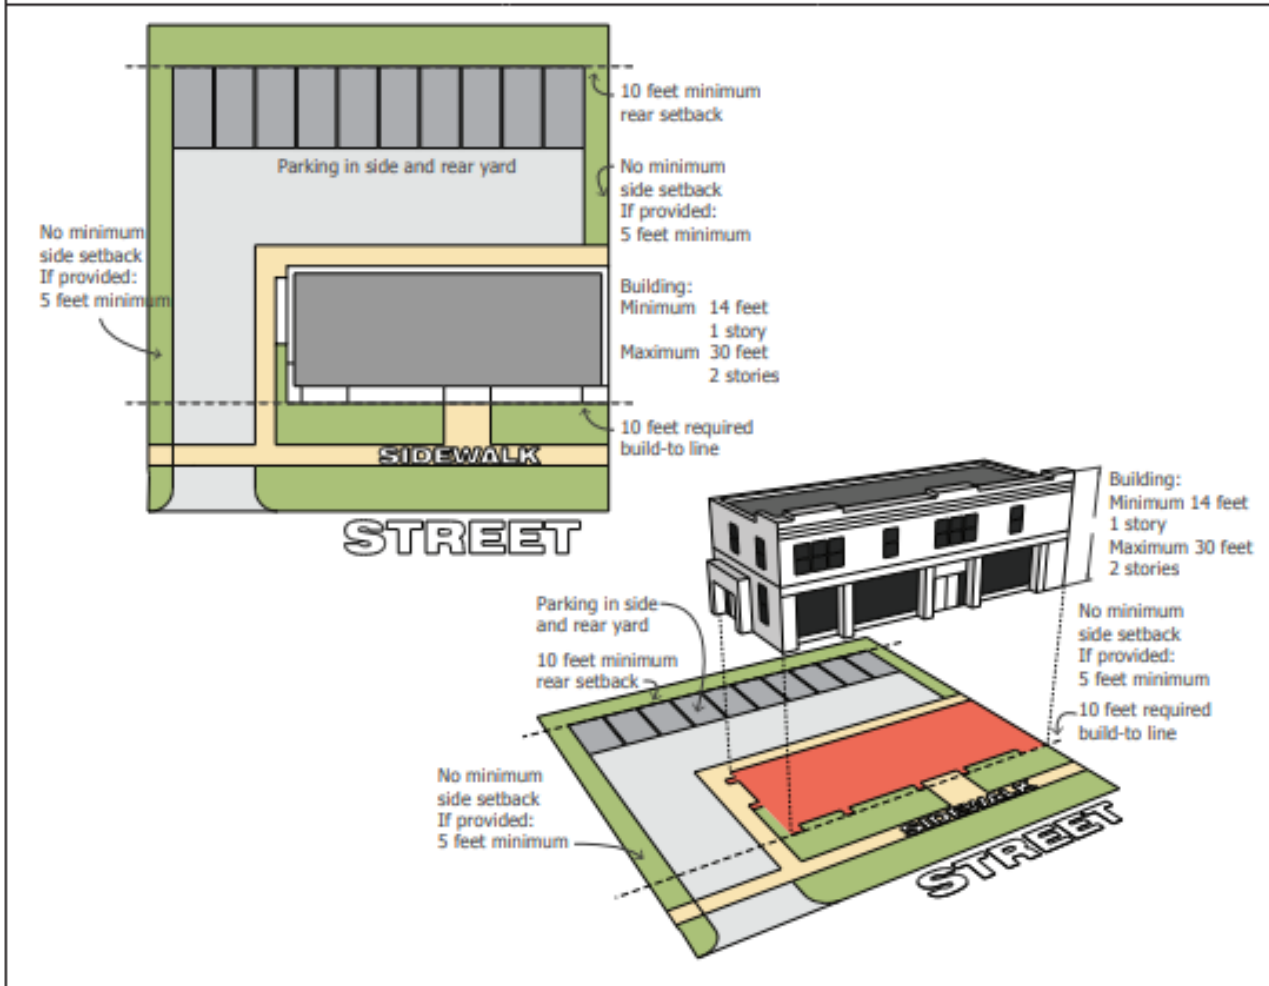 10 feet minimum
rear setback
Parking in side and rear yard
No minimum
side setback
If provided:
5 feet minimum
No minimum
side setback
If provided:
5 feet minimum
Building:
Minimum 14 feet
1 story
Maximum 30 feet
2 stories
10 feet required
build-to line
SIDEWALK
STREET
Building:
Minimum 14 feet
1 story
Maximum 30 feet
2 stories
Parking in side
and rear yard
10 feet minimum
rear setback
No minimum
side setback
If provided:
5 feet minimum
10 feet required
build-to line
No minimum
side setback
If provided:
5 feet minimum
SIDEWALK
STREET